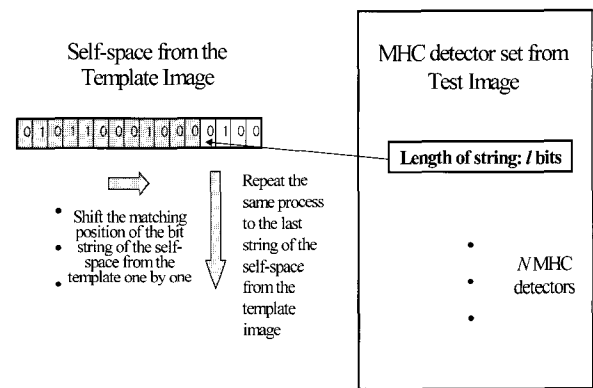 Self-space from the
Template Image
0 1 0 1 1 0 0 0 1 0 0 0 0 1 0 0
• Shift the matching
position of the bit
• string of the self-
space from the
• template one by one
Repeat the
same process
to the last
string of the
self-space
from the
template
image
MHC detector set from
Test Image
Length of string: l bits
•
•
•
N MHC
detectors